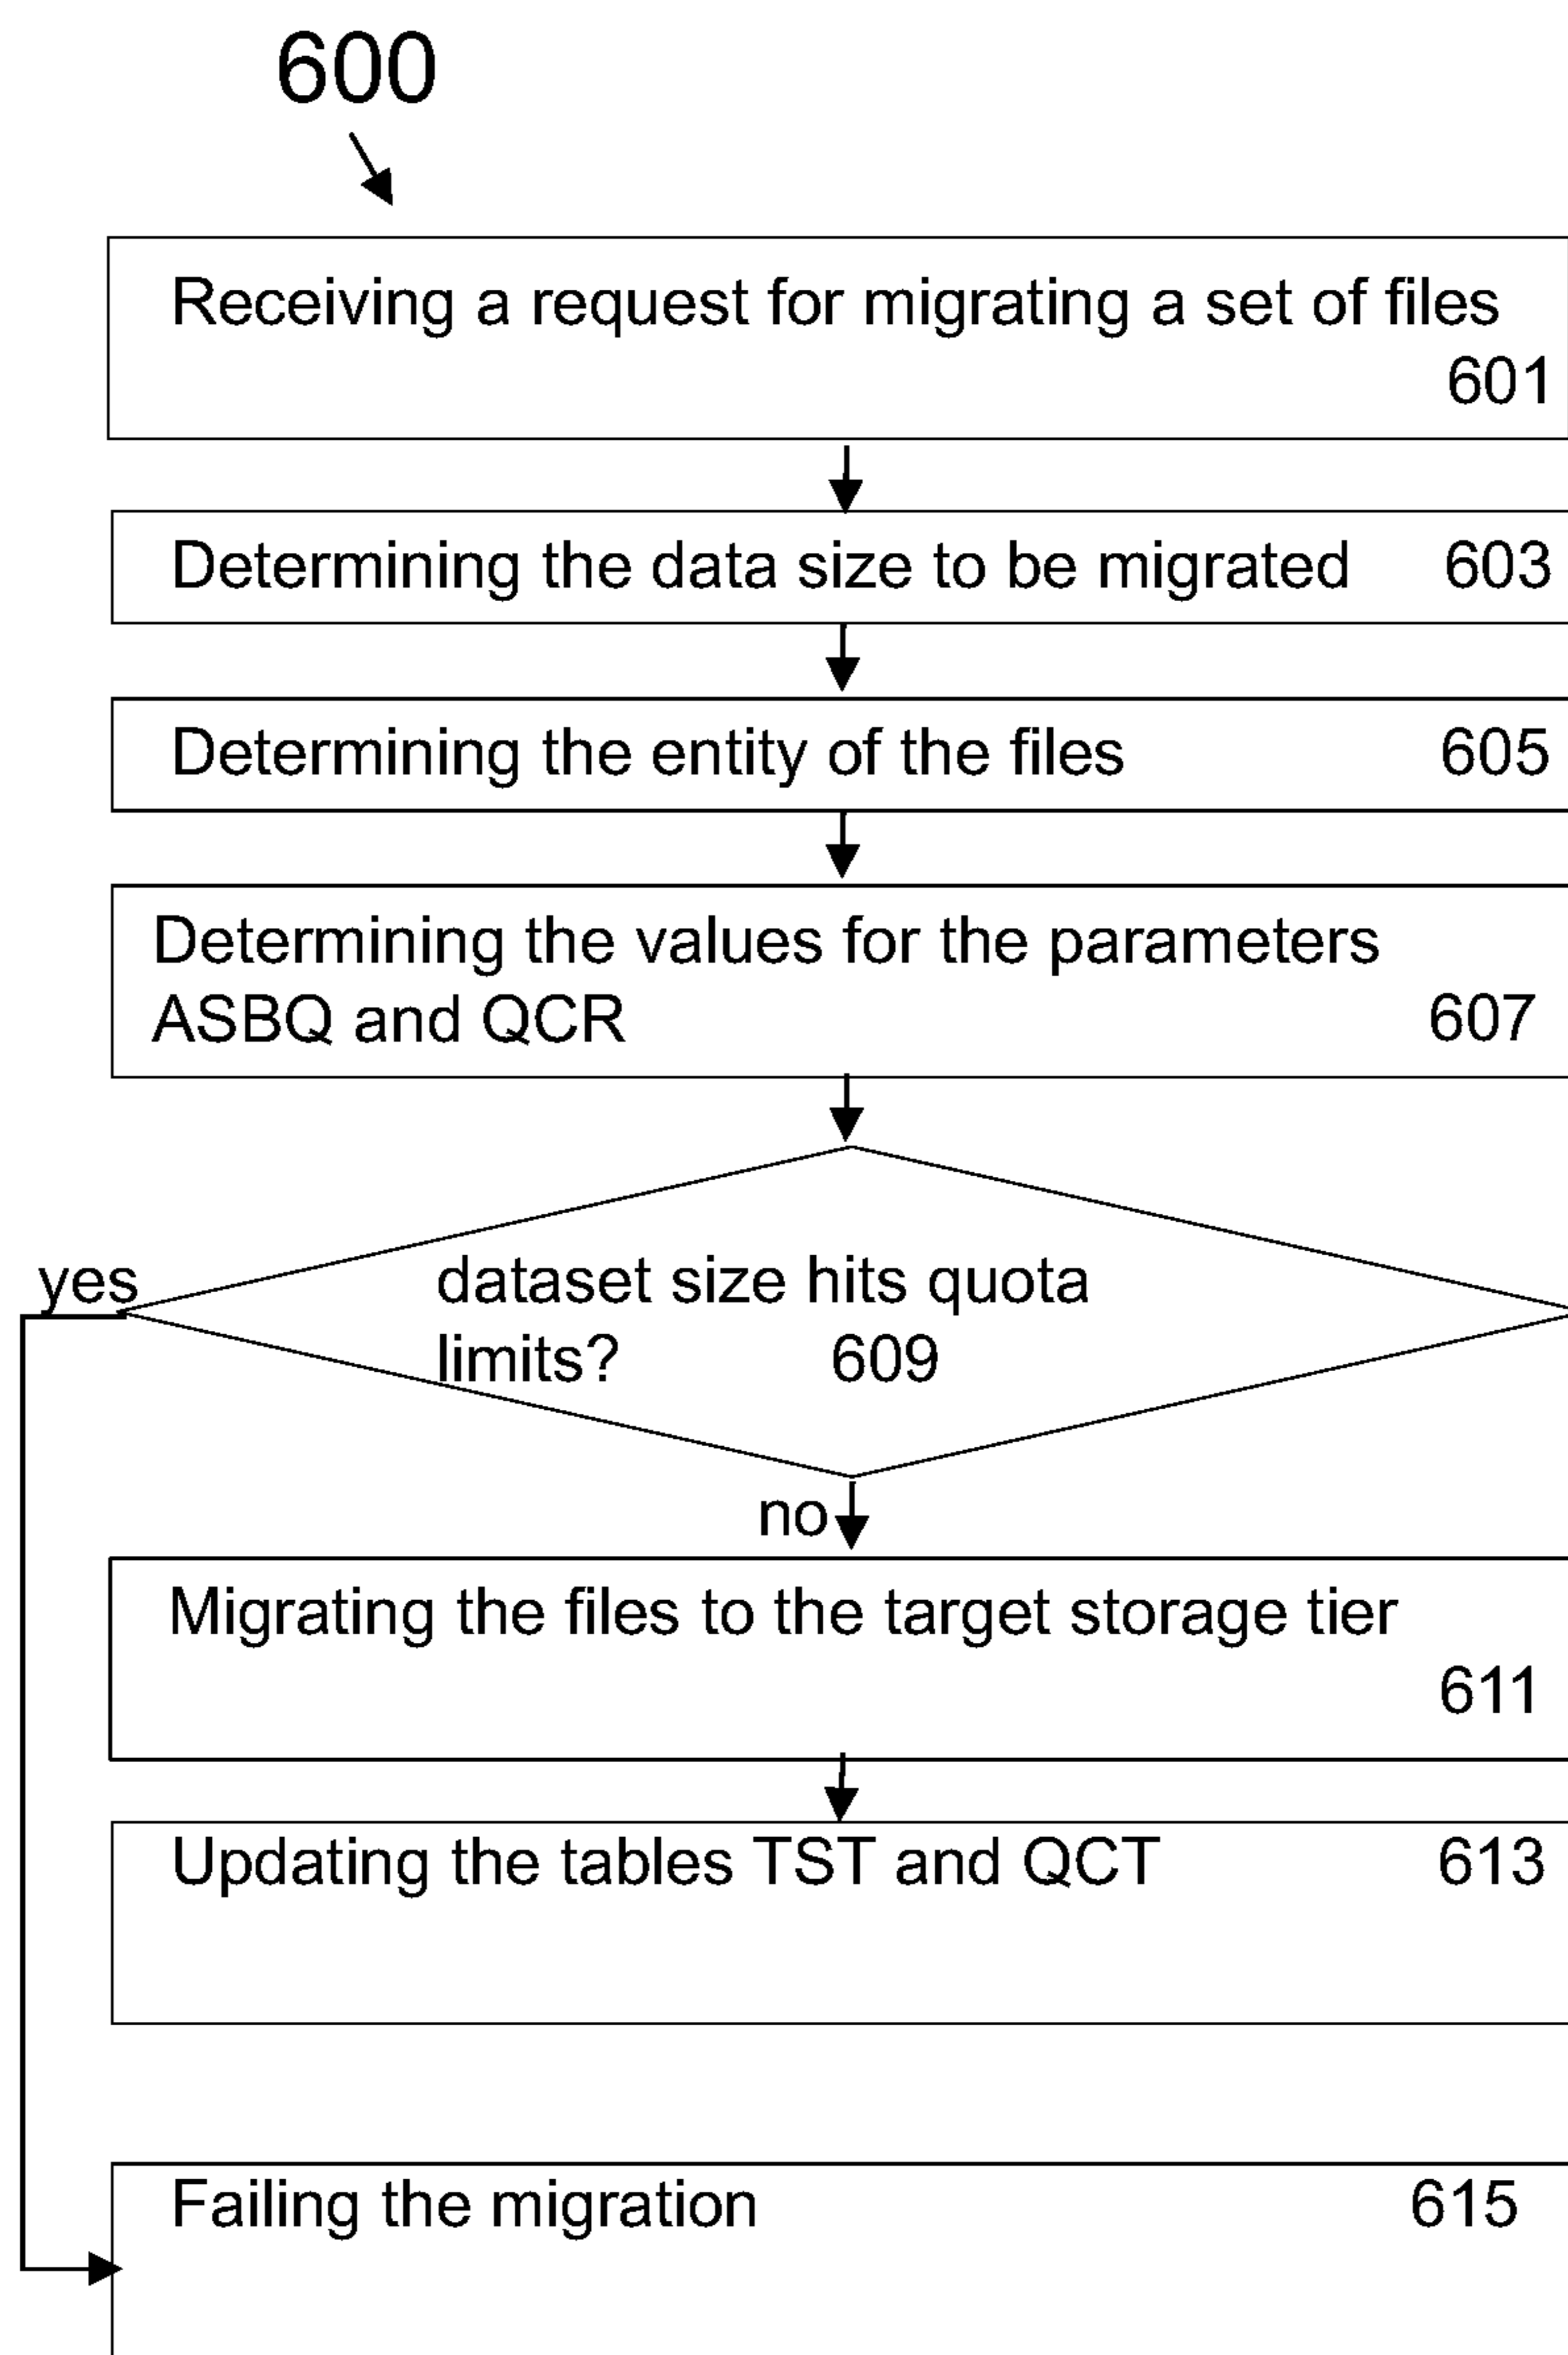 600
Receiving a request for migrating a set of files
601
Determining the data size to be migrated 603
Determining the entity of the files 605
Determining the values for the parameters
ASBQ and QCR 607
yes
dataset size hits quota
limits? 609
no
Migrating the files to the target storage tier
611
Updating the tables TST and QCT 613
Failing the migration 615